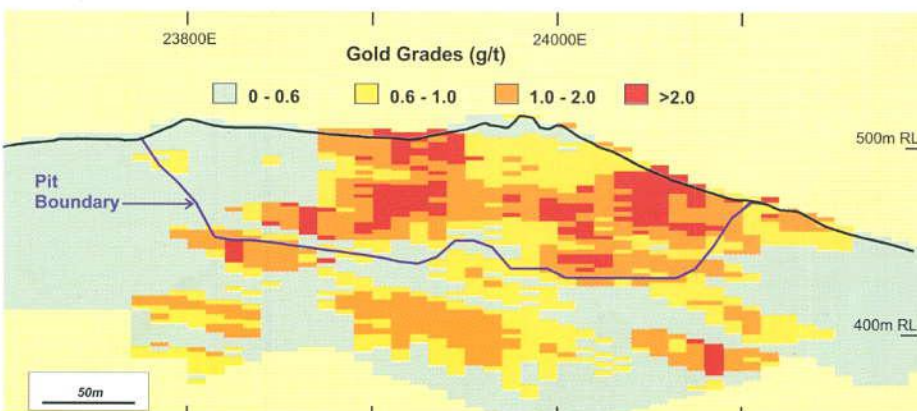 23800E 24000E
Gold Grades (g/t)
0 - 0.6 0.6 - 1.0 1.0 - 2.0 >2.0
500m RL
Pit
Boundary
400m RL
50m